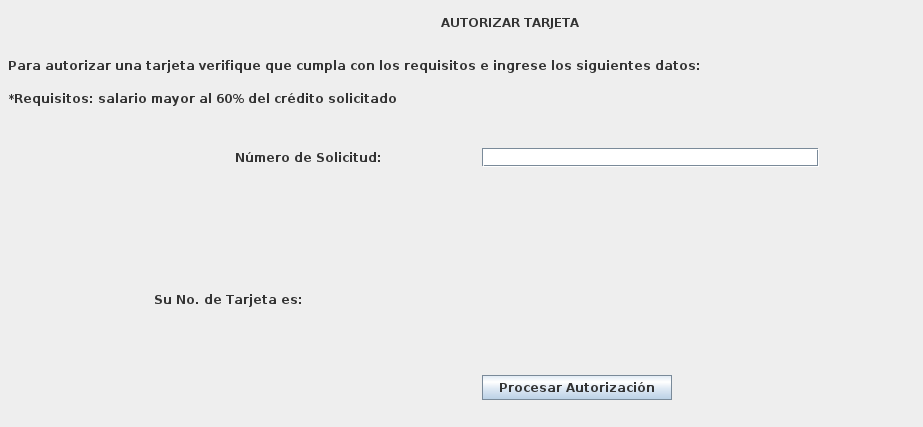 AUTORIZAR TARJETA
Para autorizar una tarjeta verifique que cumpla con los requisitos e ingrese los siguientes datos:
*Requisitos: salario mayor al 60% del crédito solicitado
Número de Solicitud:
Su No. de Tarjeta es:
Procesar Autorización